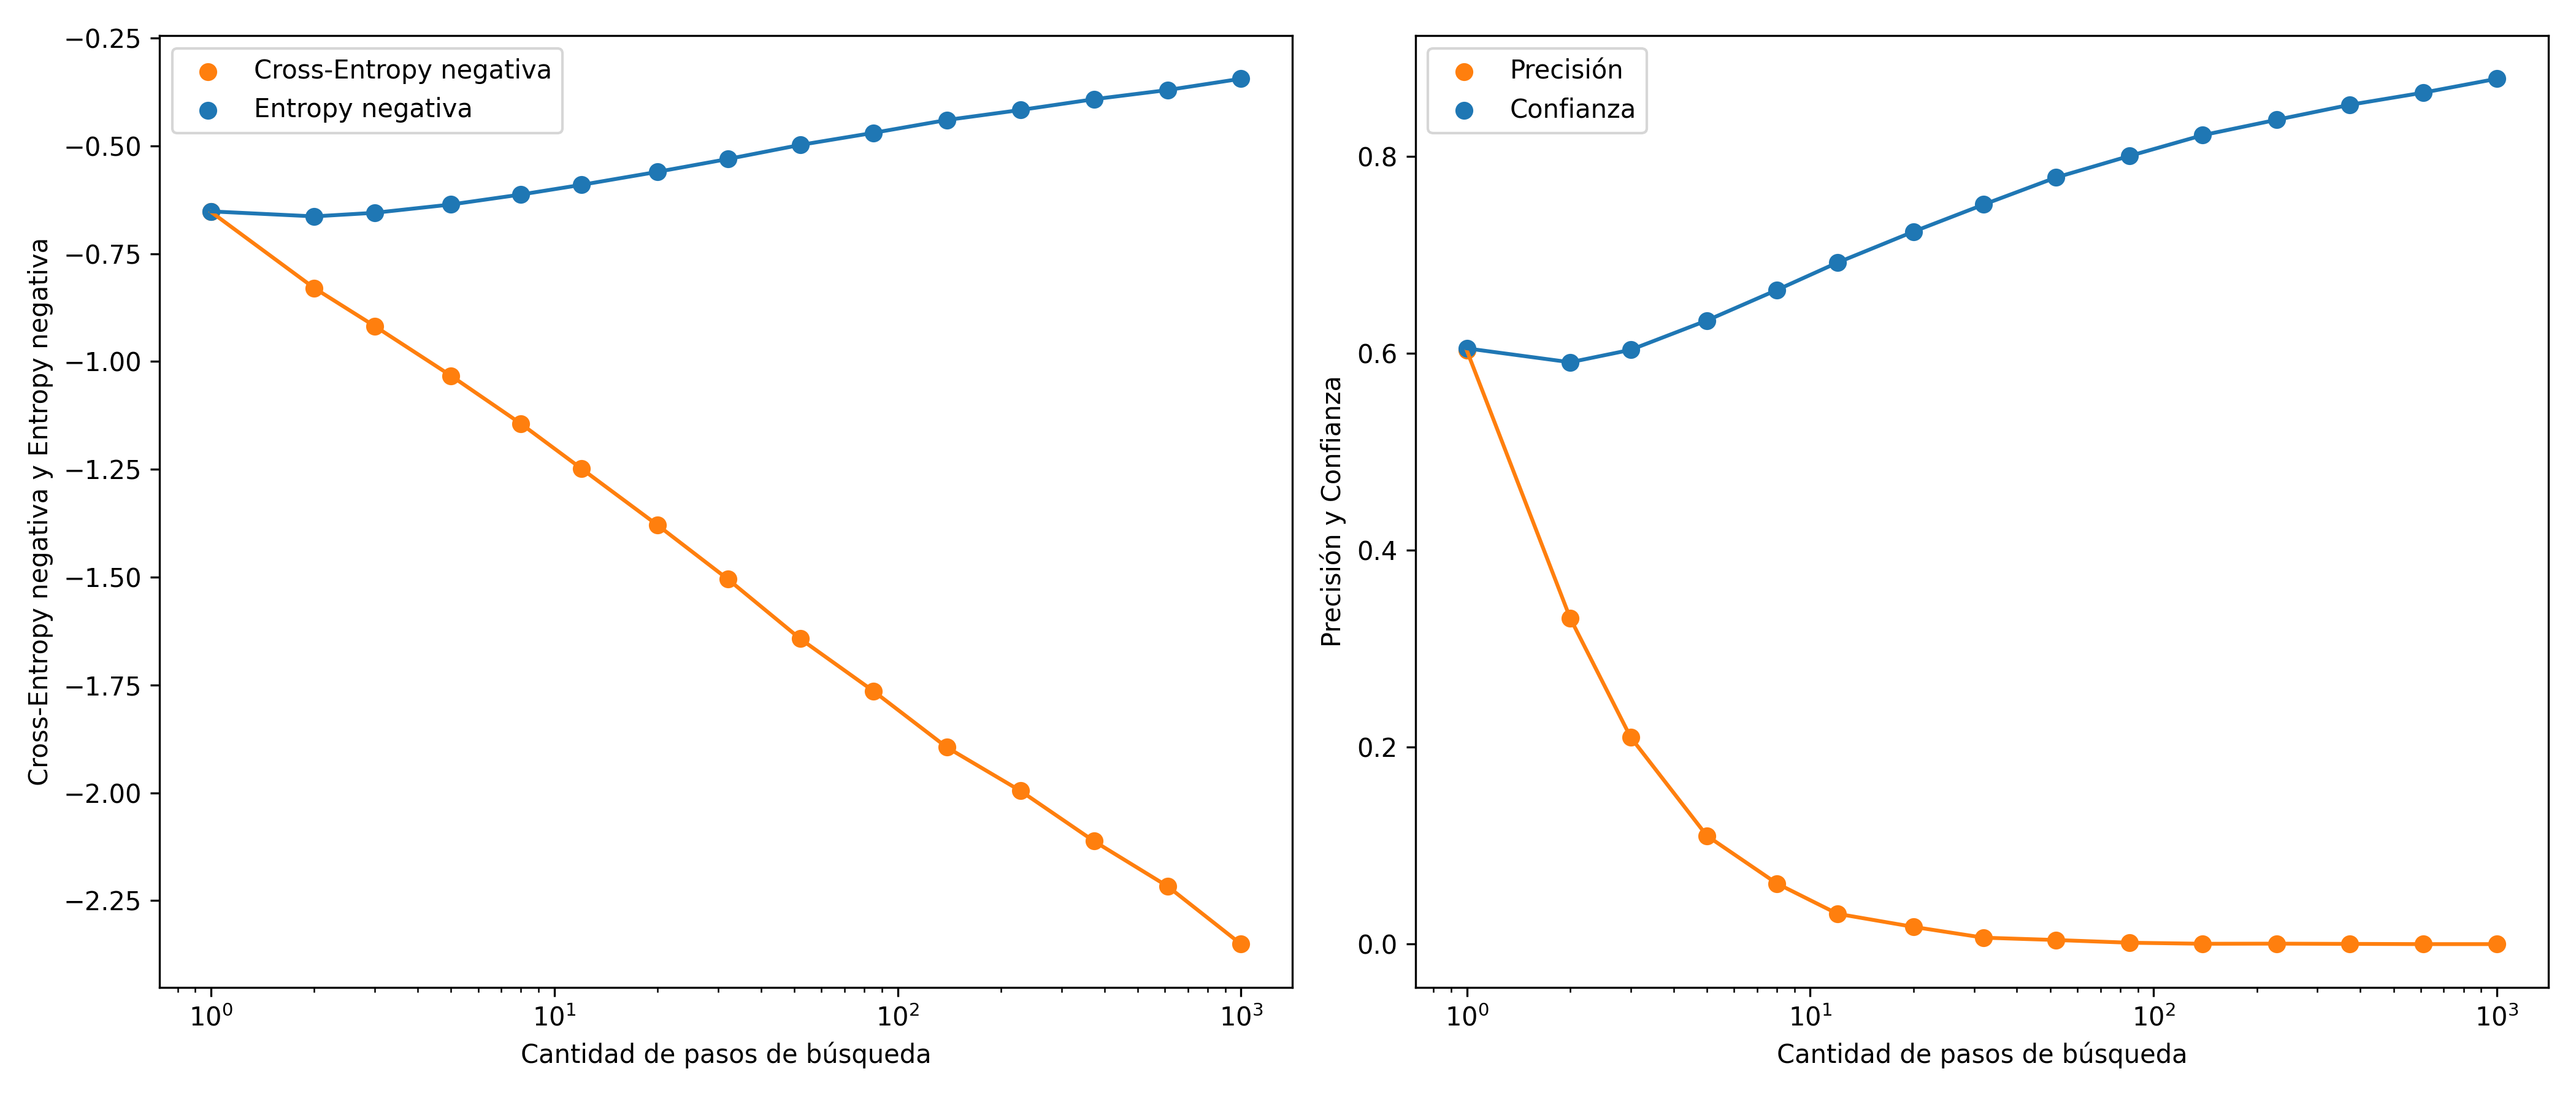 Cross-Entropy negativa
Entropy negativa
Cross-Entropy negativa y Entropy negativa
−0.25
−0.50
−0.75
−1.00
−1.25
−1.50
−1.75
−2.00
−2.25
10⁰
10¹
10²
10³
Cantidad de pasos de búsqueda
Precisión
Confianza
Precisión y Confianza
0.8
0.6
0.4
0.2
0.0
10⁰
10¹
10²
10³
Cantidad de pasos de búsqueda